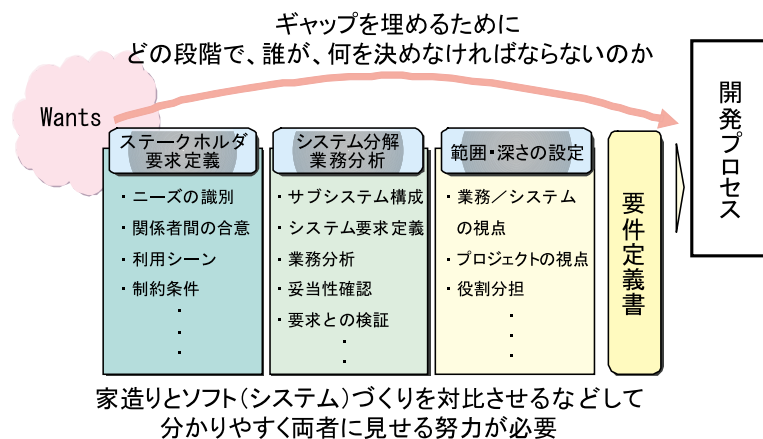 ギャップを埋めるために
どの段階で、誰が、何を決めなければならないのか
Wants
ステークホルダ
要求定義
・ニーズの識別
・関係者間の合意
・利用シーン
・制約条件
・
・
・
システム分解
業務分析
・サブシステム構成
・システム要求定義
・業務分析
・妥当性確認
・要求との検証
・
・
範囲・深さの設定
・業務／システム
の視点
・プロジェクトの視点
・役割分担
・
・
・
要件定義書
開発プロセス
家造りとソフト（システム）づくりを対比させるなどして
分かりやすく両者に見せる努力が必要